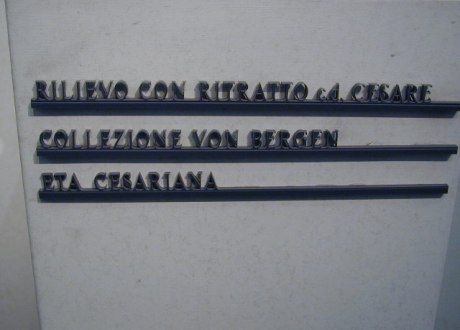 RILIEVO CON RITRATTO c.d. CESARE
COLLEZIONE VON BERGEN
ETA CESARIANA